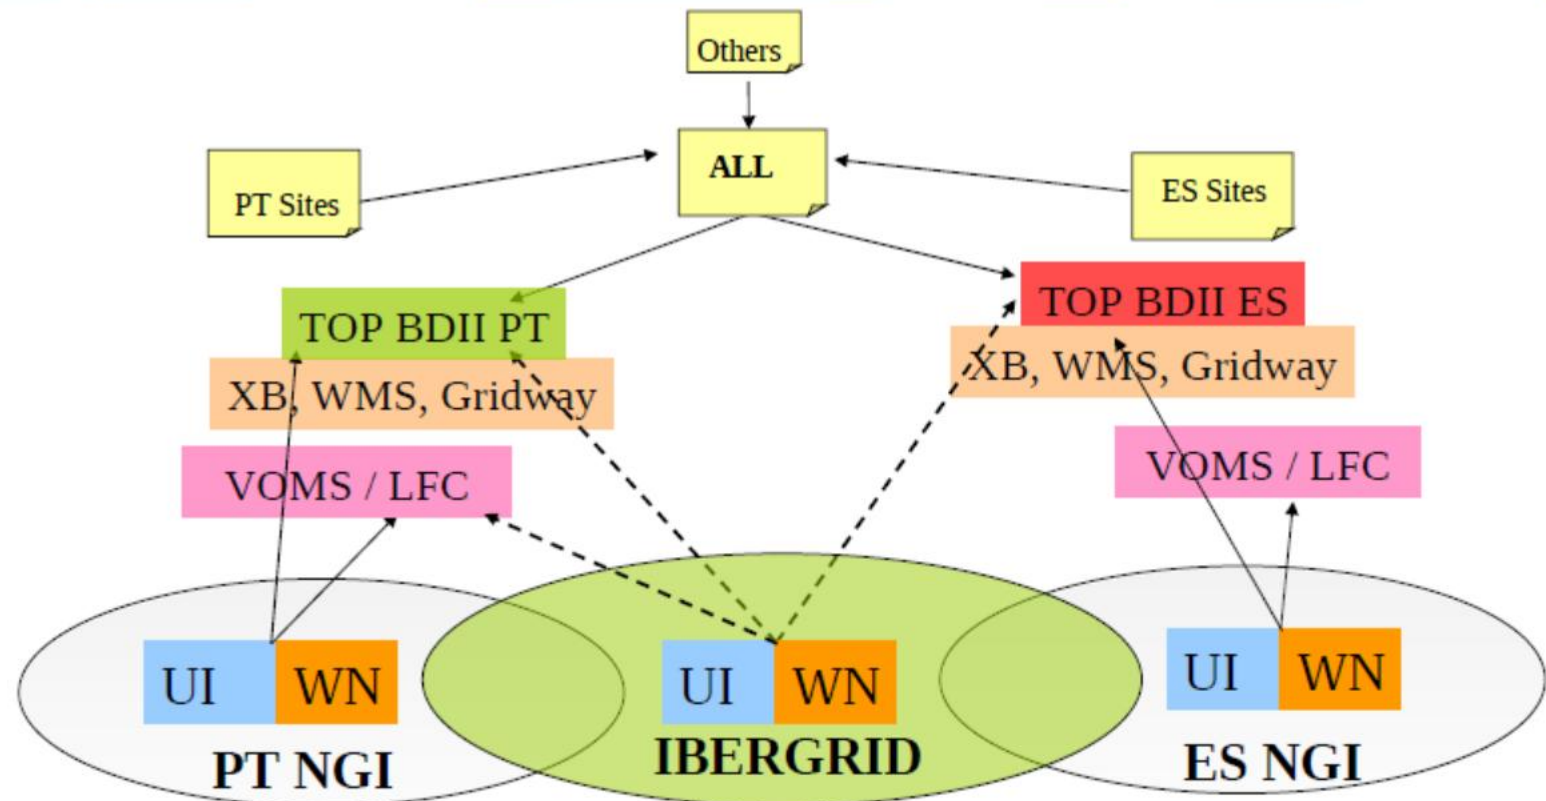 Others
ALL
PT Sites
ES Sites
TOP BDII PT
TOP BDII ES
XB, WMS, Gridway
XB, WMS, Gridway
VOMS / LFC
VOMS / LFC
UI WN
UI WN
UI WN
PT NGI
IBERGRID
ES NGI